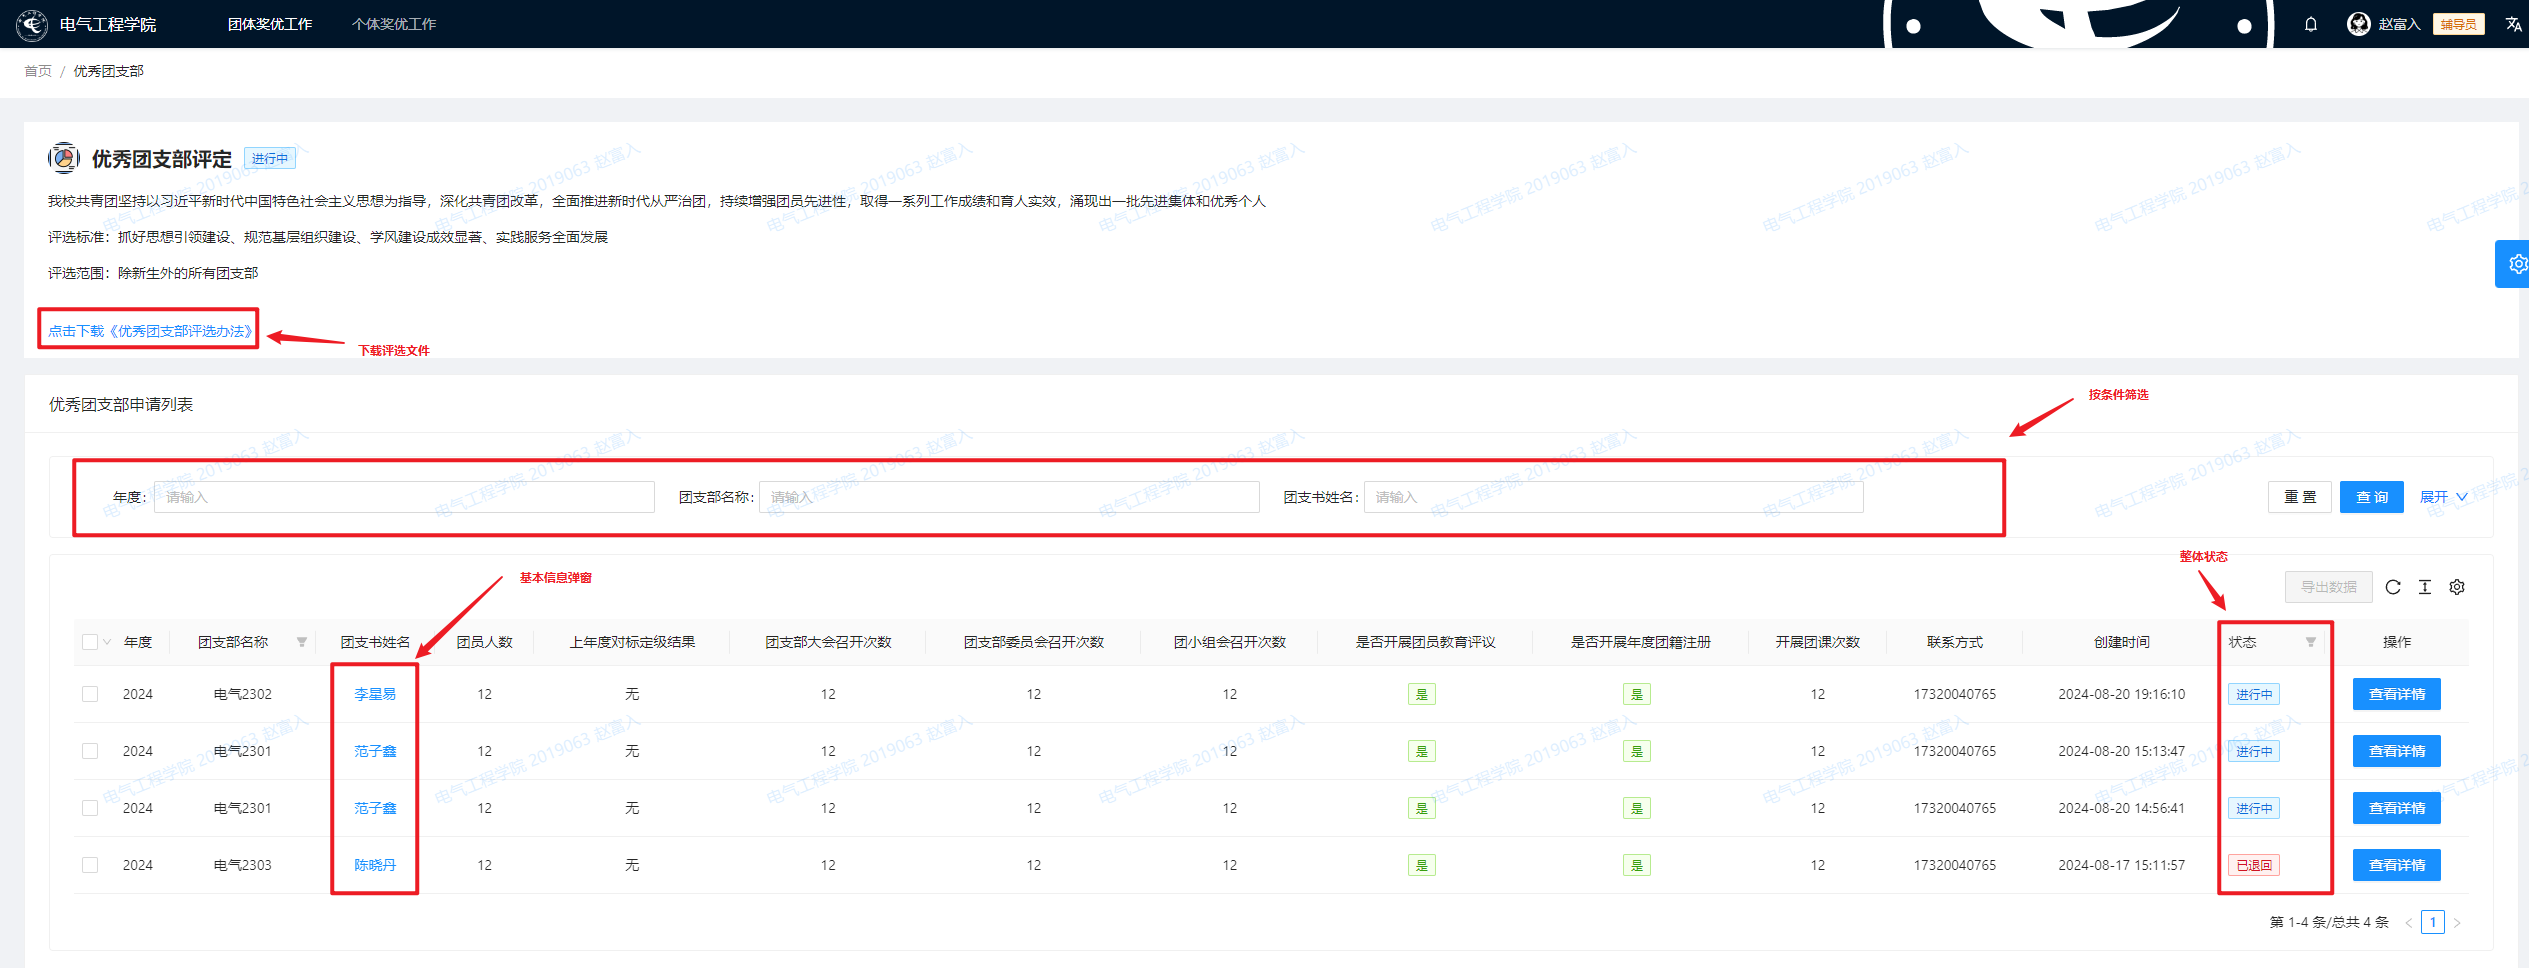 电气工程学院 团体奖优工作 个体奖优工作 赵富入 辅导员
首页 / 优秀团支部
优秀团支部评定 进行中
我校共青团坚持以习近平新时代中国特色社会主义思想为指导，深化共青团改革，全面推进新时代从严治团，持续增强团员先进性，取得一系列工作成绩和育人实效，涌现出一批先进集体和优秀个人
评选标准：抓好思想引领建设、规范基层组织建设、学风建设成效显著、实践服务全面发展
评选范围：除新生外的所有团支部
点击下载《优秀团支部评选办法》
下载评选文件
按条件筛选
优秀团支部申请列表
年度： 请输入 团支部名称： 请输入 团支书姓名： 请输入 重 置 查 询 展开
整体状态
基本信息弹窗
导出数据
年度 团支部名称 团支书姓名 团员人数 上年度对标定级结果 团支部大会召开次数 团支部委员会召开次数 团小组会召开次数 是否开展团员教育评议 是否开展年度团籍注册 开展团课次数 联系方式 创建时间 状态 操作
2024 电气2302 李星易 12 无 12 12 12 是 是 12 17320040765 2024-08-20 19:16:10 进行中 查看详情
2024 电气2301 范子鑫 12 无 12 12 12 是 是 12 17320040765 2024-08-20 15:13:47 进行中 查看详情
2024 电气2301 范子鑫 12 无 12 12 12 是 是 12 17320040765 2024-08-20 14:56:41 进行中 查看详情
2024 电气2303 陈晓丹 12 无 12 12 12 是 是 12 17320040765 2024-08-17 15:11:57 已退回 查看详情
第 1-4 条/总共 4 条 < 1 >
电气工程学院 2019063 赵富入